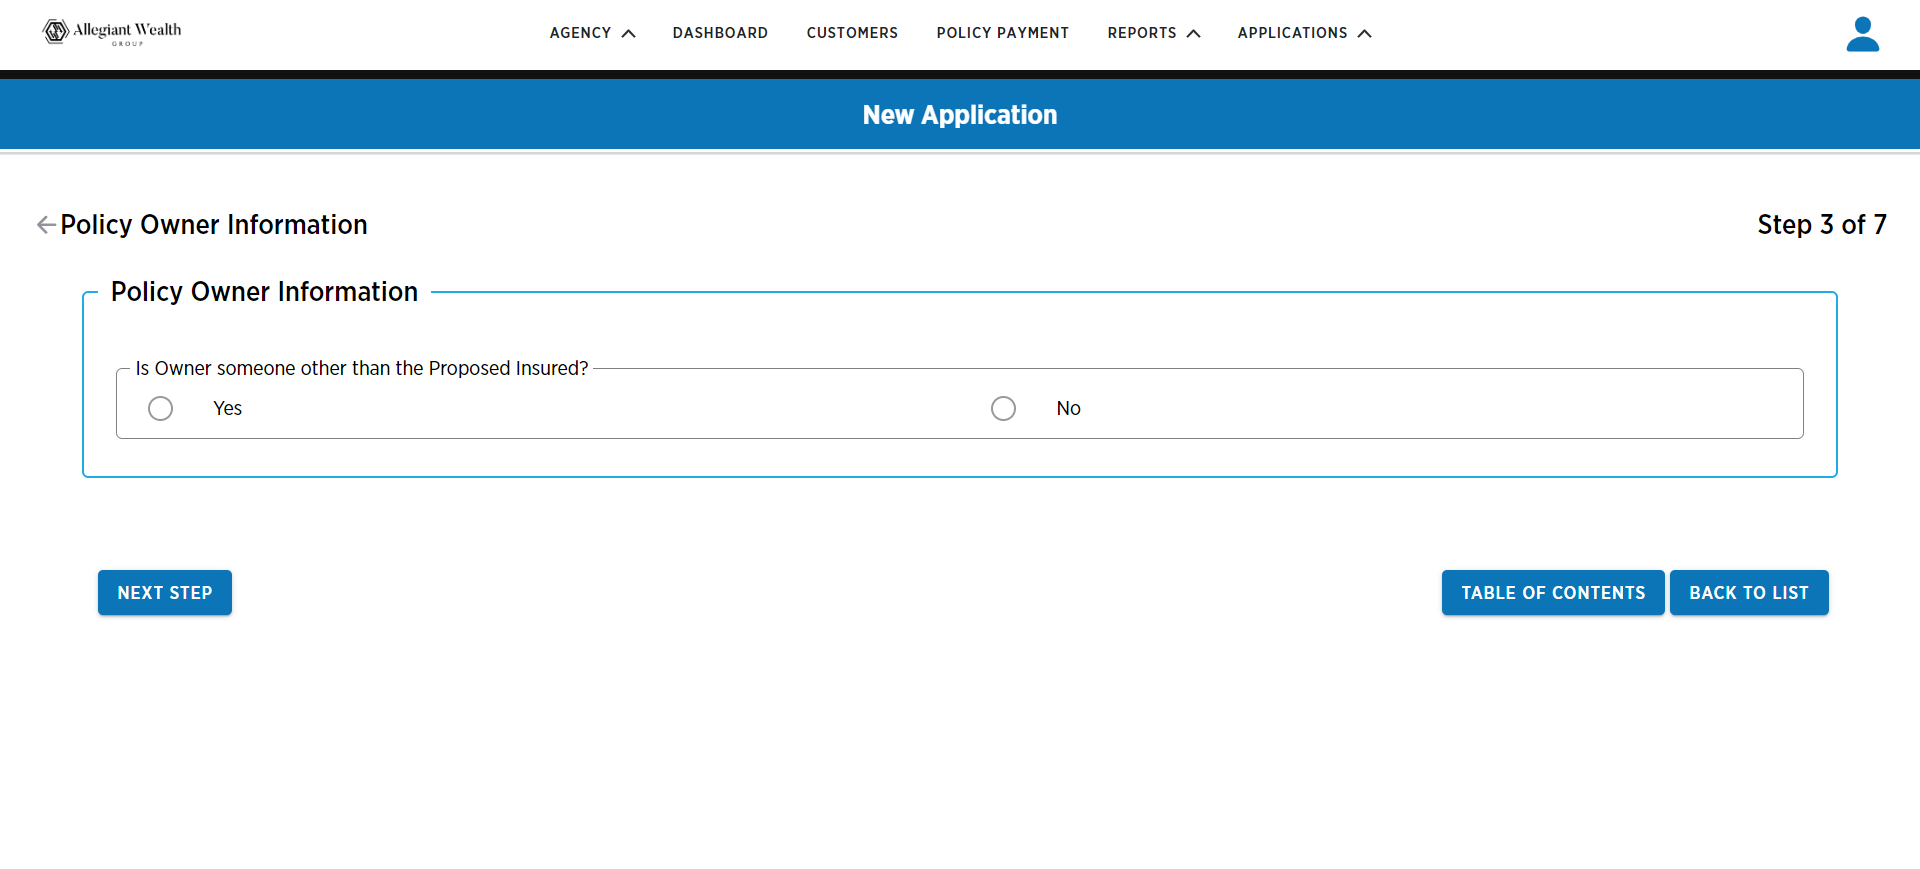 Allegiant Wealth
GROUP
AGENCY DASHBOARD CUSTOMERS POLICY PAYMENT REPORTS APPLICATIONS
New Application
Policy Owner Information
Step 3 of 7
Policy Owner Information
Is Owner someone other than the Proposed Insured?
Yes No
NEXT STEP TABLE OF CONTENTS BACK TO LIST